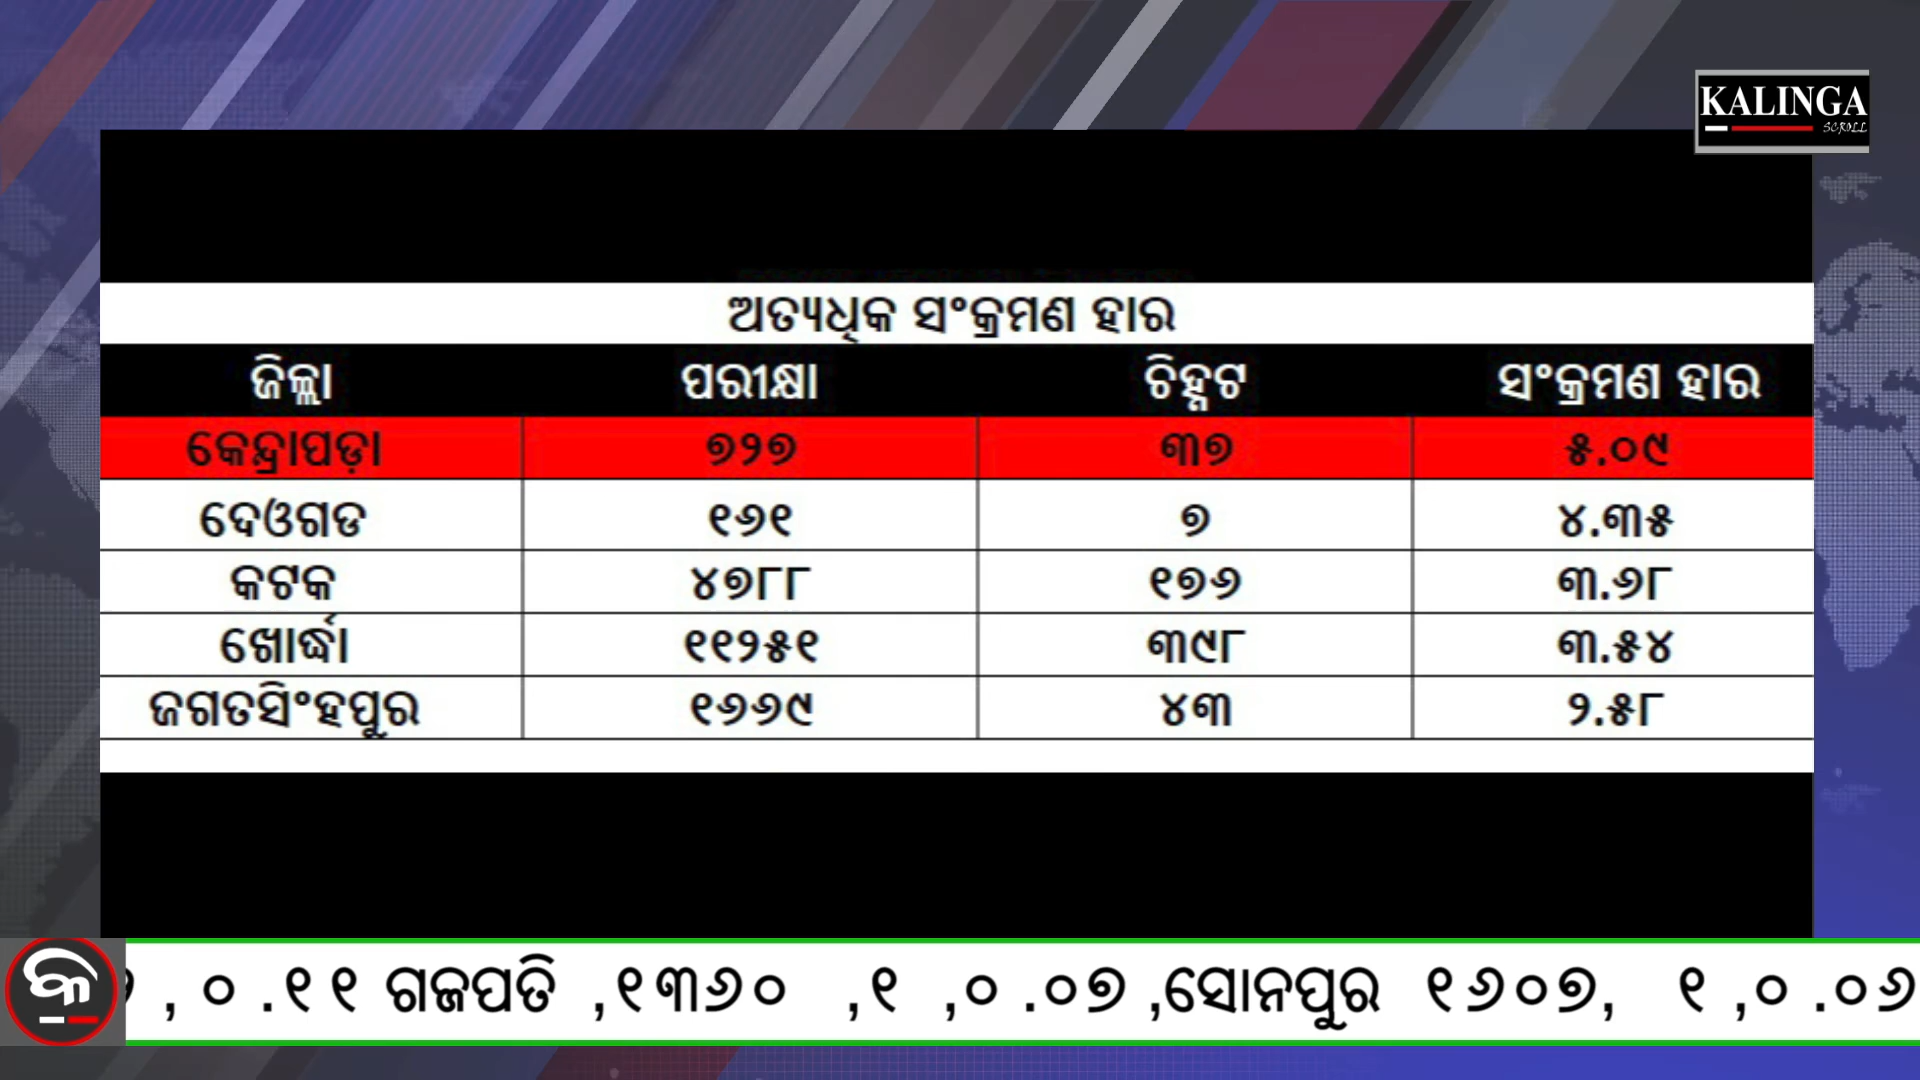 KALINGA
SCROLL
ଅତ୍ୟଧିକ ସଂକ୍ରମଣ ହାର
ଜିଲ୍ଲା ପରୀକ୍ଷା ଚିହ୍ନଟ ସଂକ୍ରମଣ ହାର
କେନ୍ଦ୍ରାପଡ଼ା ୭୨୭ ୩୭ ୫.୦୯
ଦେଓଗଡ ୧୬୧ ୭ ୪.୩୫
କଟକ ୪୭୮୮ ୧୭୬ ୩.୬୮
ଖୋର୍ଦ୍ଧା ୧୧୨୫୧ ୩୯୮ ୩.୫୪
ଜଗତସିଂହପୁର ୧୬୬୯ ୪୩ ୨.୫୮
କ , ୦ .୧୧ ଗଜପତି ,୧୩୬୦ ,୧ ,୦ .୦୭ ,ସୋନପୁର ୧୬୦୭, ୧ ,୦ .୦୬